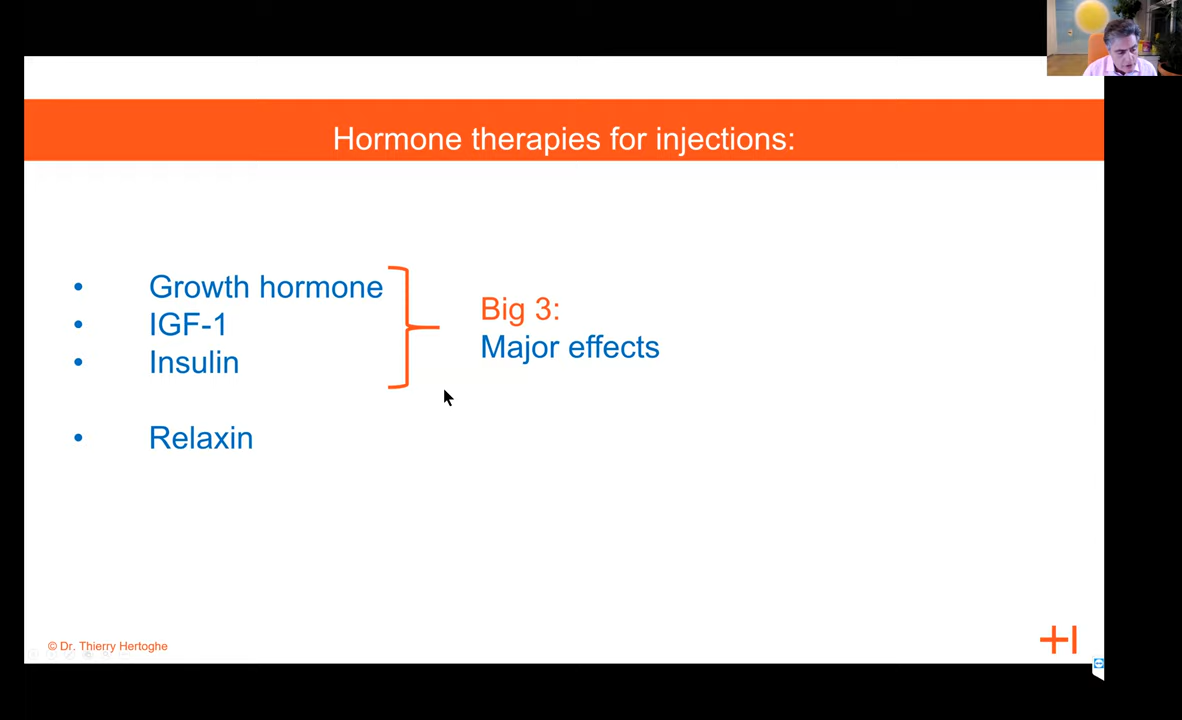 Hormone therapies for injections:
• Growth hormone
• IGF-1
• Insulin
Big 3:
Major effects
• Relaxin
© Dr. Thierry Hertoghe